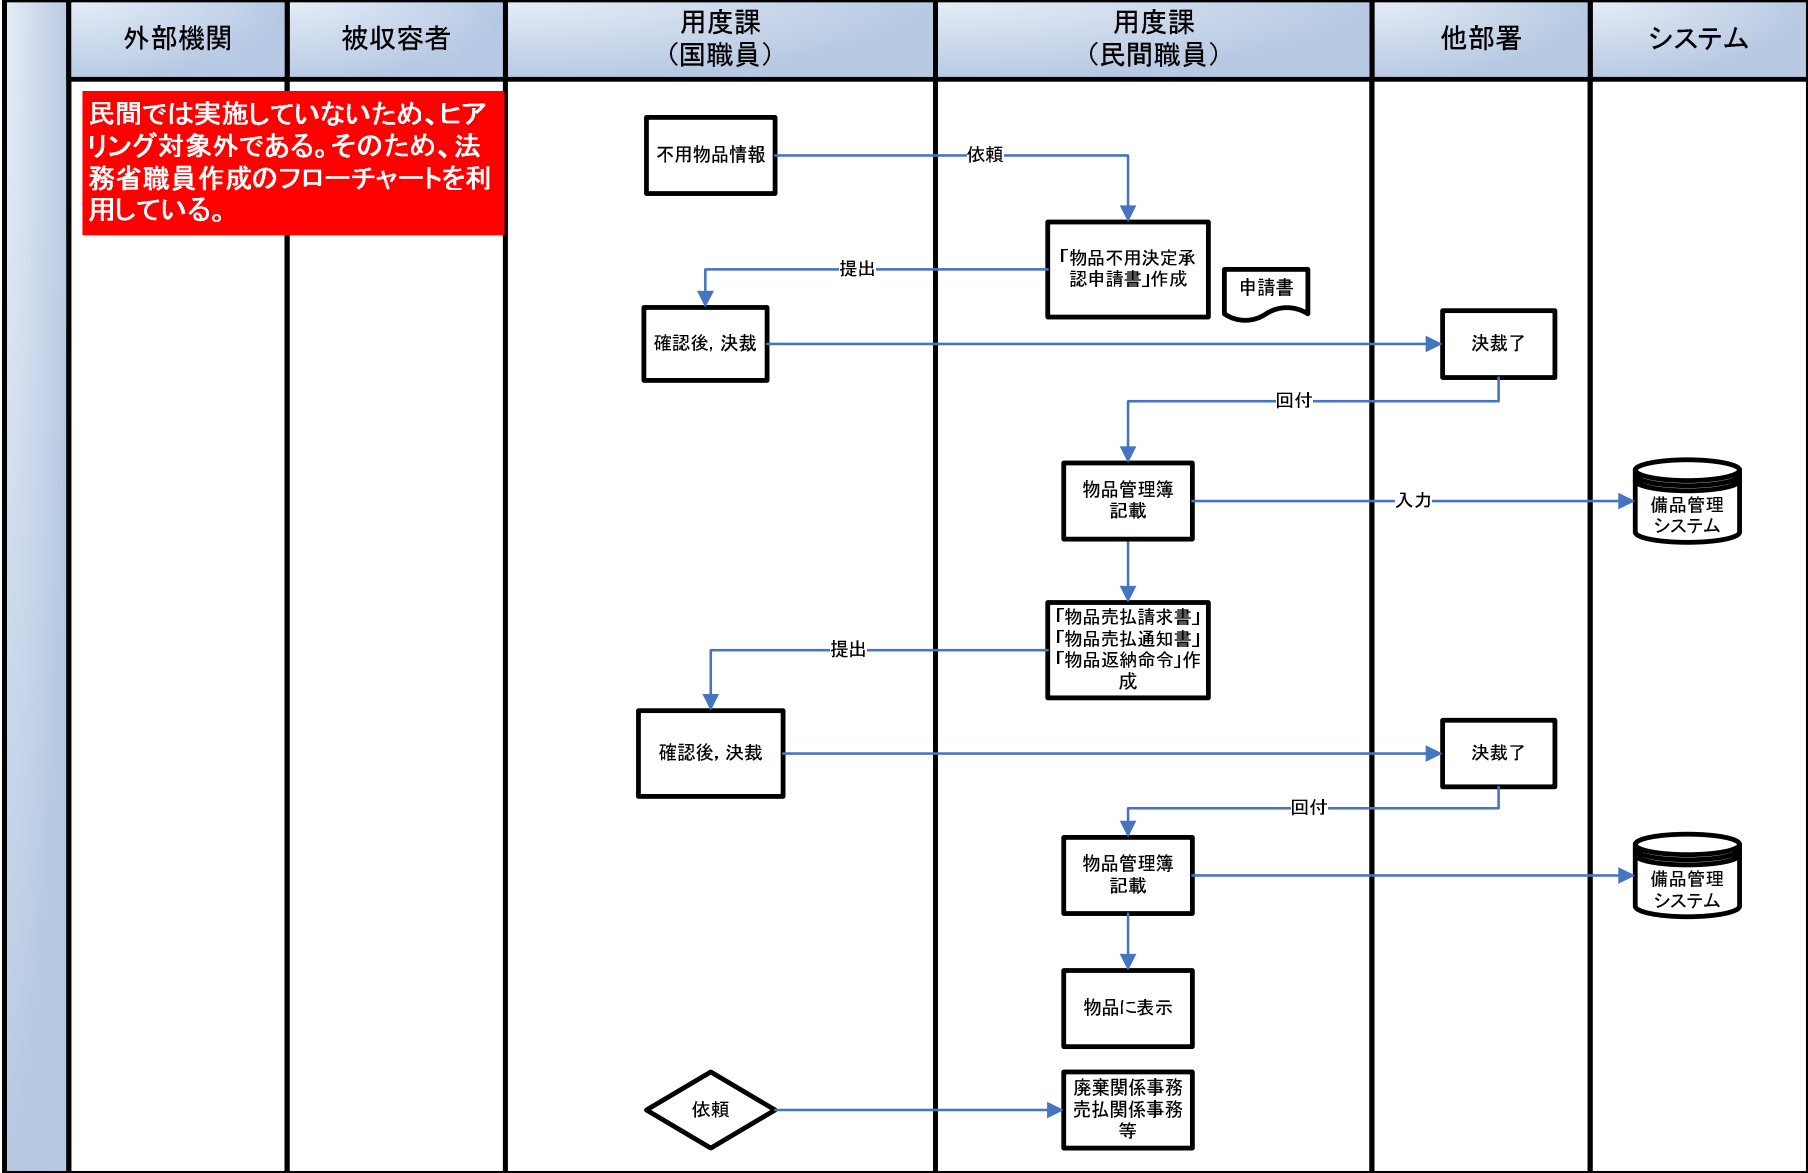 外部機関
被収容者
用度課
（国職員）
用度課
（民間職員）
他部署
システム
民間では実施していないため、ヒア
リング対象外である。そのため、法
務省職員作成のフローチャートを利
用している。
不用物品情報
依頼
「物品不用決定承
認申請書」作成
申請書
提出
確認後，決裁
決裁了
回付
物品管理簿
記載
入力
備品管理
システム
「物品売払請求書」
「物品売払通知書」
「物品返納命令」作
成
提出
確認後，決裁
決裁了
回付
物品管理簿
記載
備品管理
システム
物品に表示
依頼
廃棄関係事務
売払関係事務
等